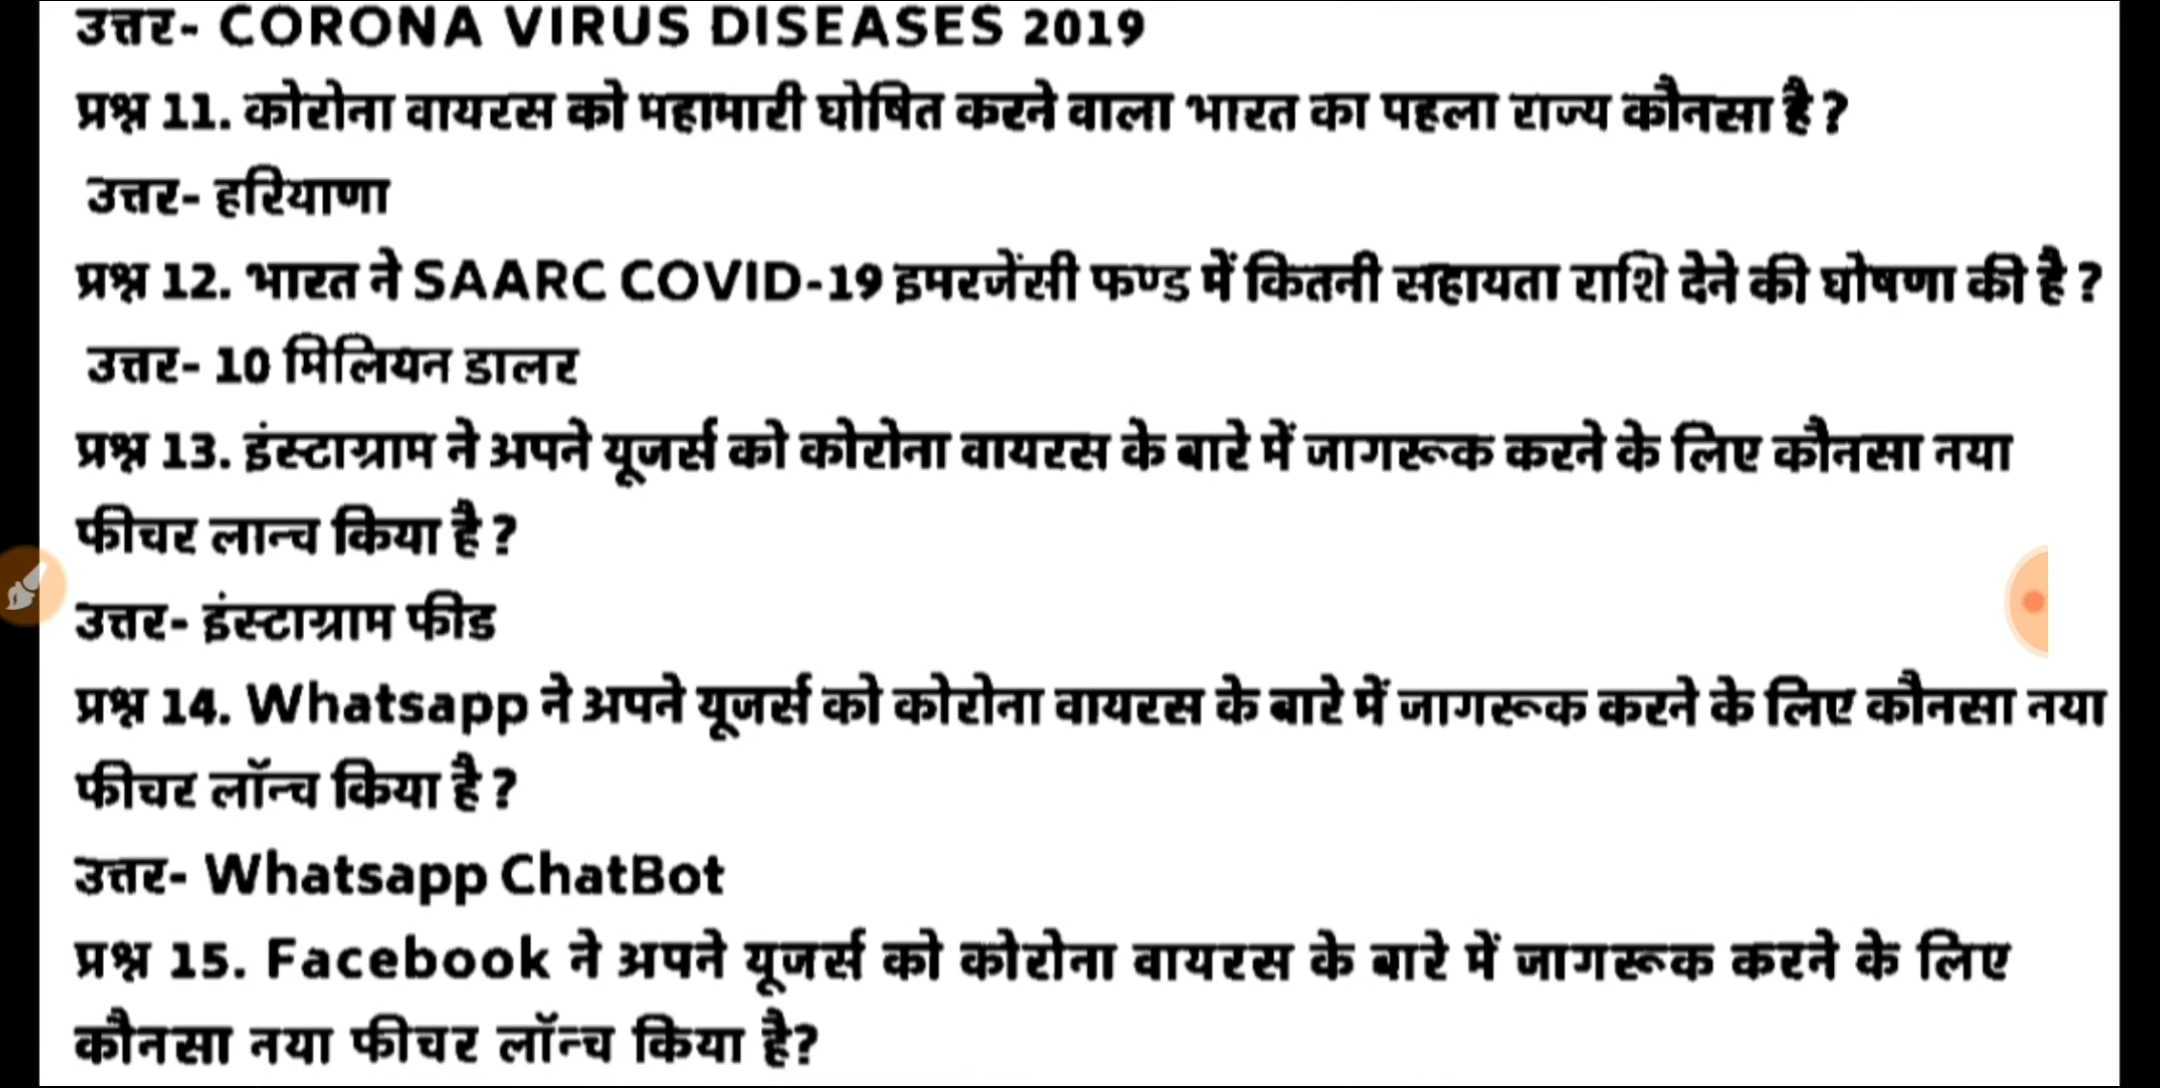 उत्तर- CORONA VIRUS DISEASES 2019
प्रश्न 11. कोरोना वायरस को महामारी घोषित करने वाला भारत का पहला राज्य कौनसा है ?
उत्तर- हरियाणा
प्रश्न 12. भारत ने SAARC COVID-19 इमरजेंसी फण्ड में कितनी सहायता राशि देने की घोषणा की है ?
उत्तर- 10 मिलियन डालर
प्रश्न 13. इंस्टाग्राम ने अपने यूजर्स को कोरोना वायरस के बारे में जागरूक करने के लिए कौनसा नया
फीचर लान्च किया है ?
उत्तर- इंस्टाग्राम फीड
प्रश्न 14. Whatsapp ने अपने यूजर्स को कोरोना वायरस के बारे में जागरूक करने के लिए कौनसा नया
फीचर लॉन्च किया है ?
उत्तर- Whatsapp ChatBot
प्रश्न 15. Facebook ने अपने यूजर्स को कोरोना वायरस के बारे में जागरूक करने के लिए
कौनसा नया फीचर लॉन्च किया है?